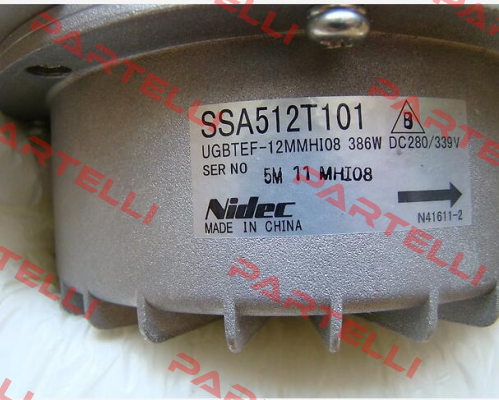 SSA512T101 B
UGBTEF-12MMHI08 386W DC280/339V
SER NO 5M 11 MHI08
Nidec
MADE IN CHINA
N41611-2
PARTELLI
PARTELLI
PARTELLI
PARTELLI
PARTELLI
PARTELLI